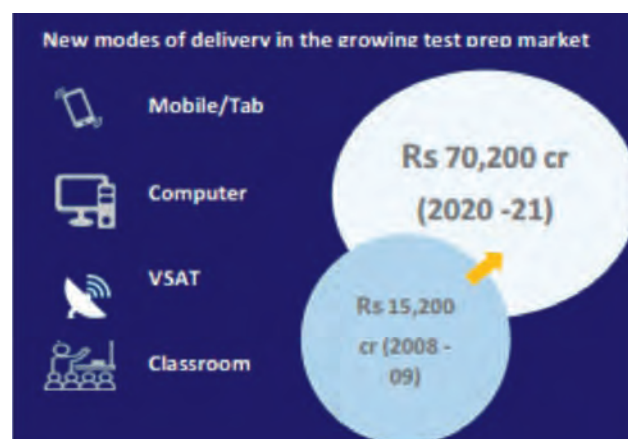 New modes of delivery in the growing test prep market
Mobile/Tab
Computer
VSAT
Classroom
Rs 70,200 cr
(2020 -21)
Rs 15,200
cr (2008 -
09)